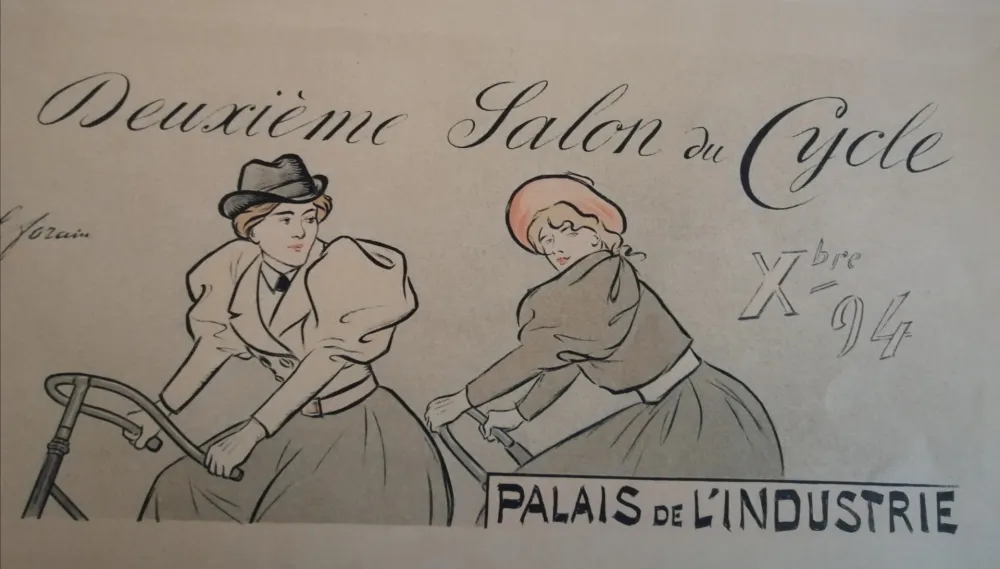 Deuxième Salon du Cycle
forain
Xbre
94
PALAIS DE L'INDUSTRIE